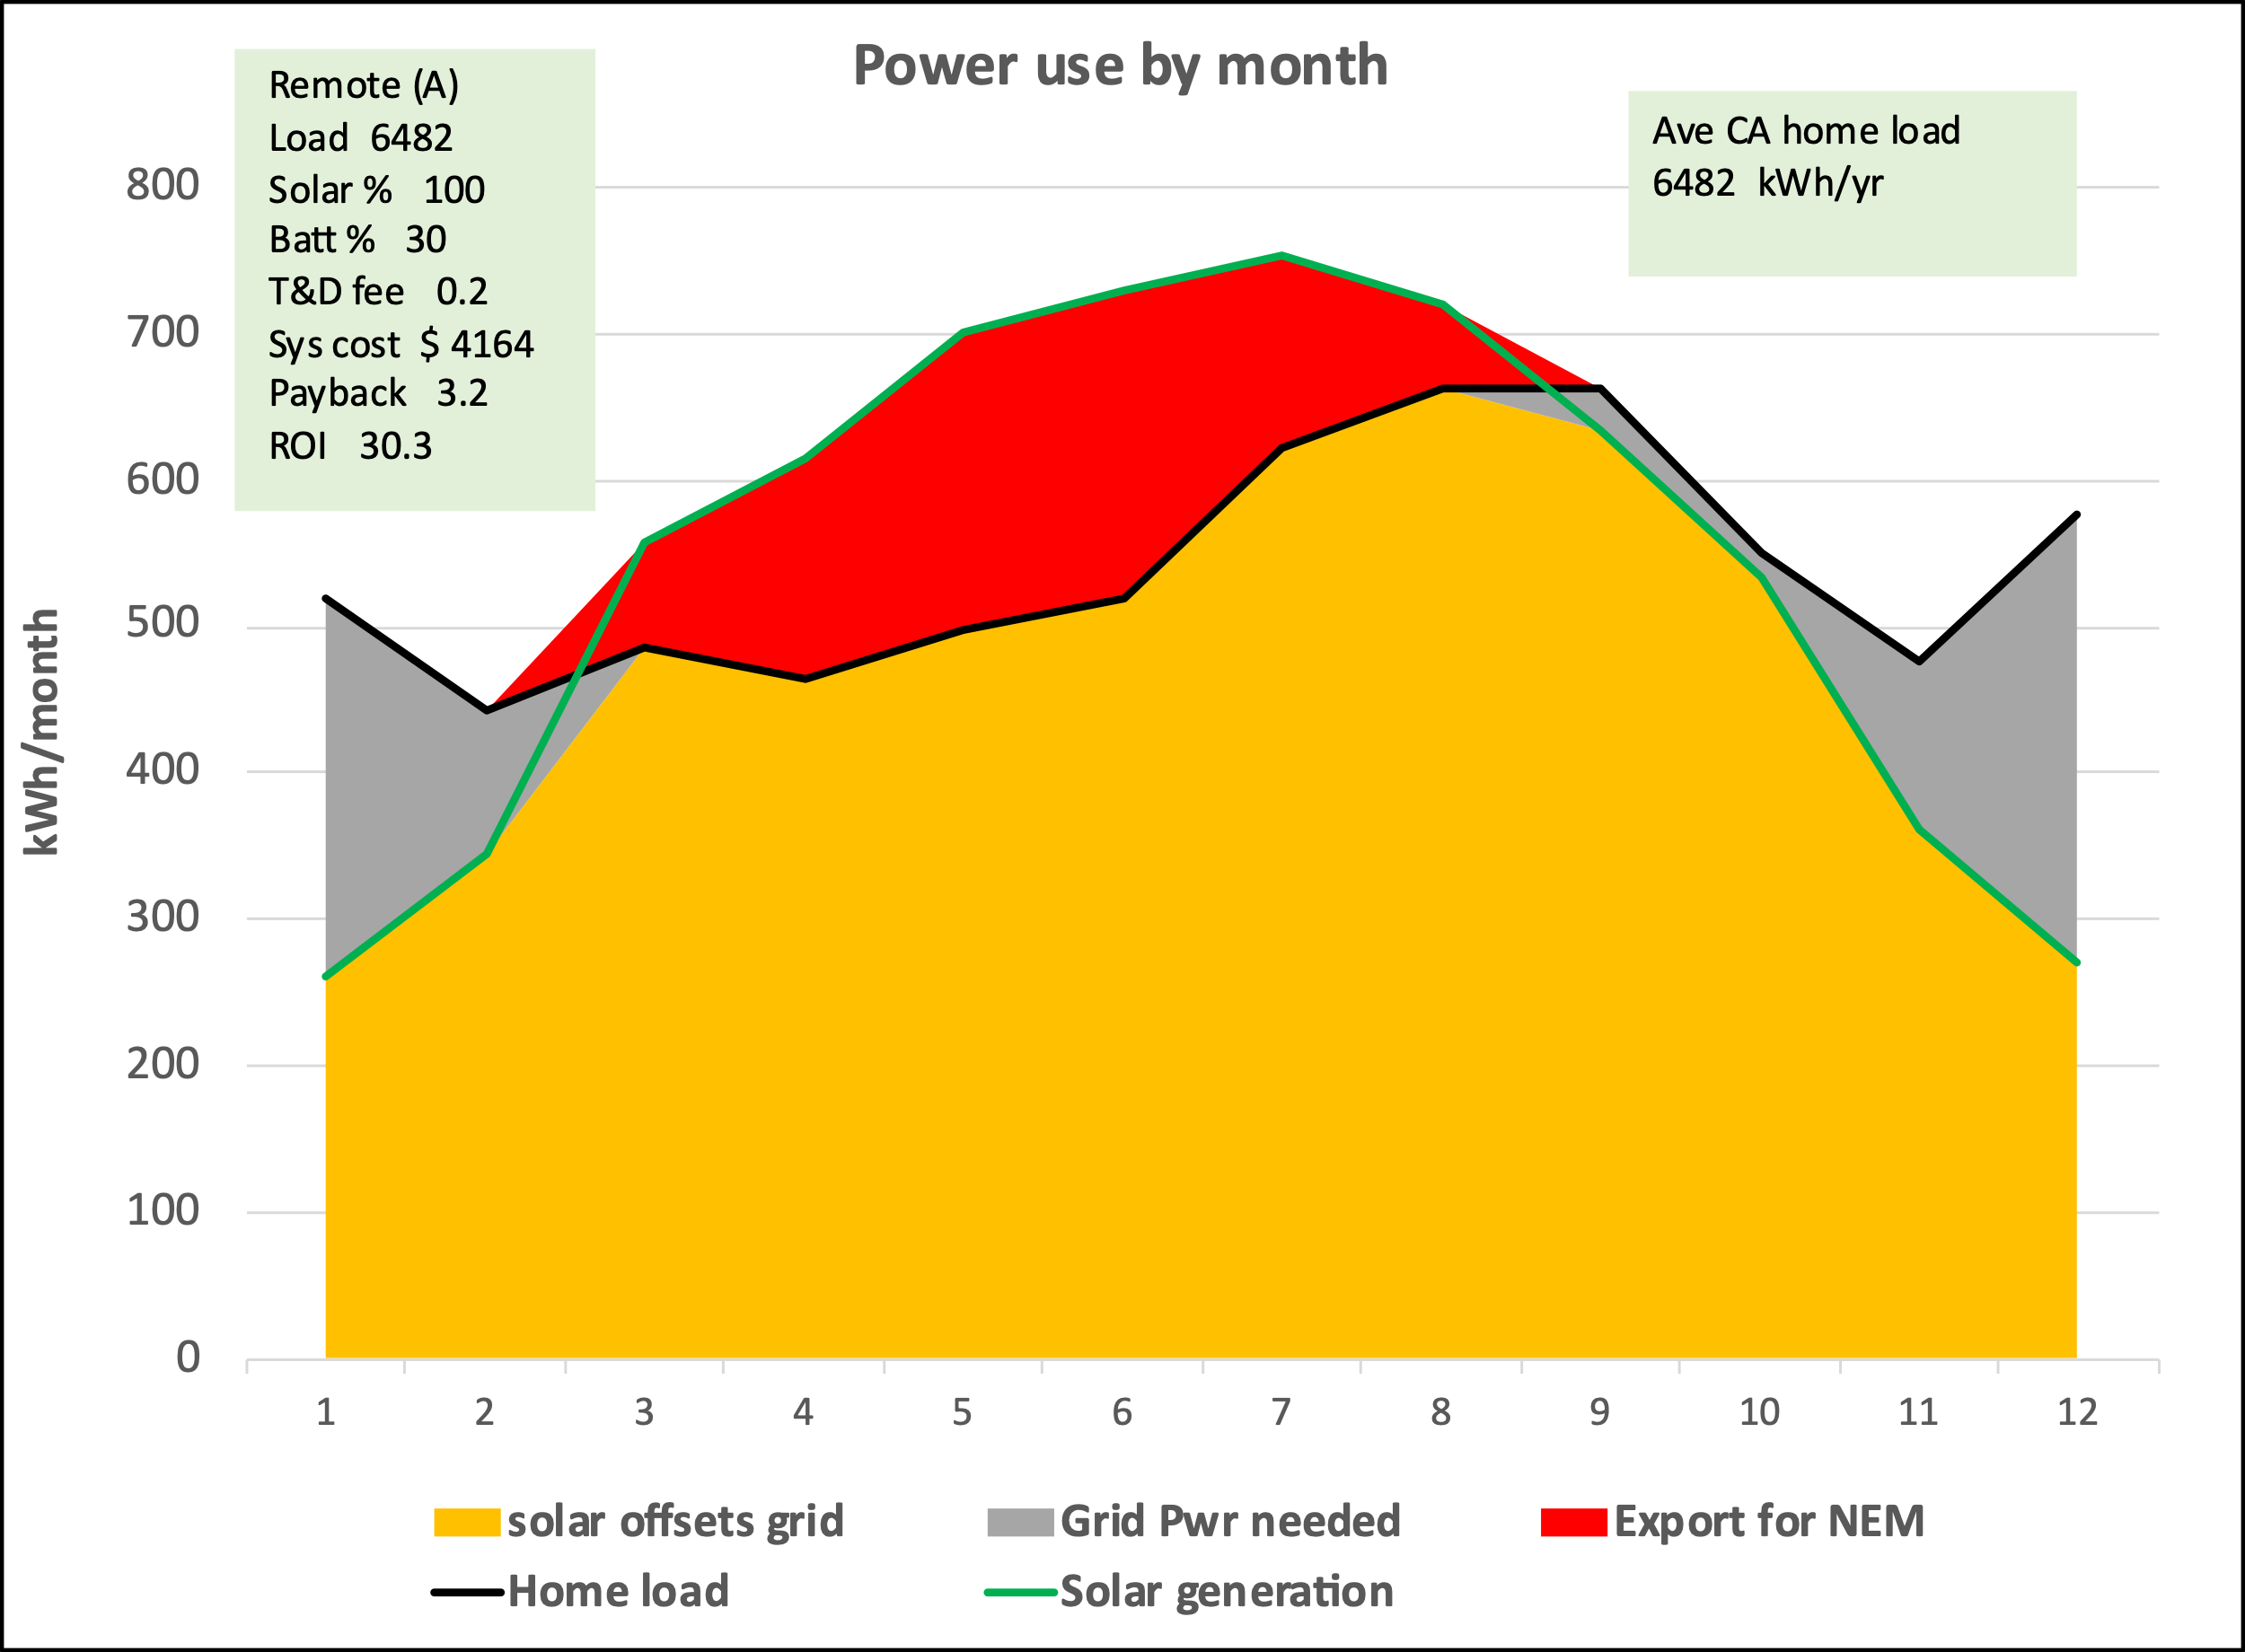 Power use by month
Remote (A)
Load 6482
Solar % 100
Batt % 30
T&D fee 0.2
Sys cost $ 4164
Payback 3.2
ROI 30.3
Ave CA home load
6482 kWh/yr
kWh/month
800
700
600
500
400
300
200
100
0
1 2 3 4 5 6 7 8 9 10 11 12
solar offsets grid Grid Pwr needed Export for NEM
Home load Solar generation